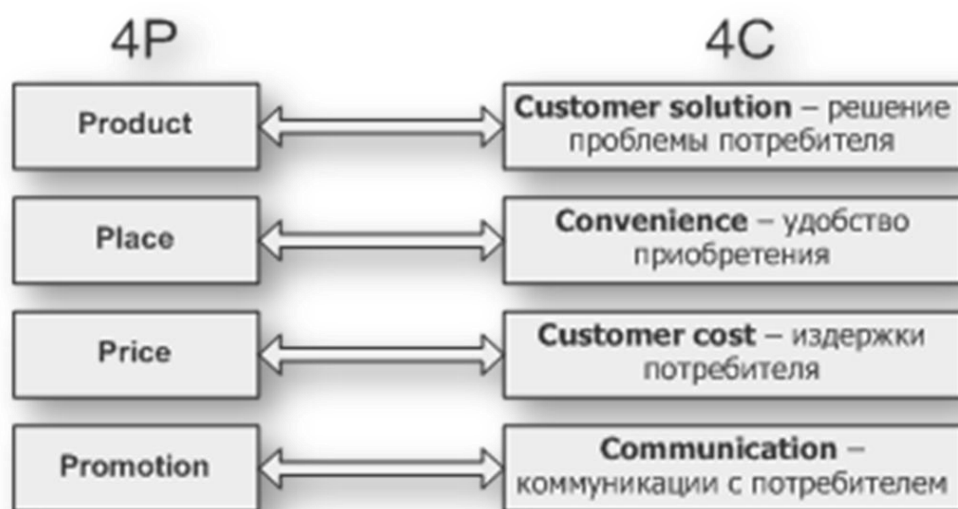 4P
4C
Product
Customer solution – решение
проблемы потребителя
Place
Convenience – удобство
приобретения
Price
Customer cost – издержки
потребителя
Promotion
Communication –
коммуникации с потребителем